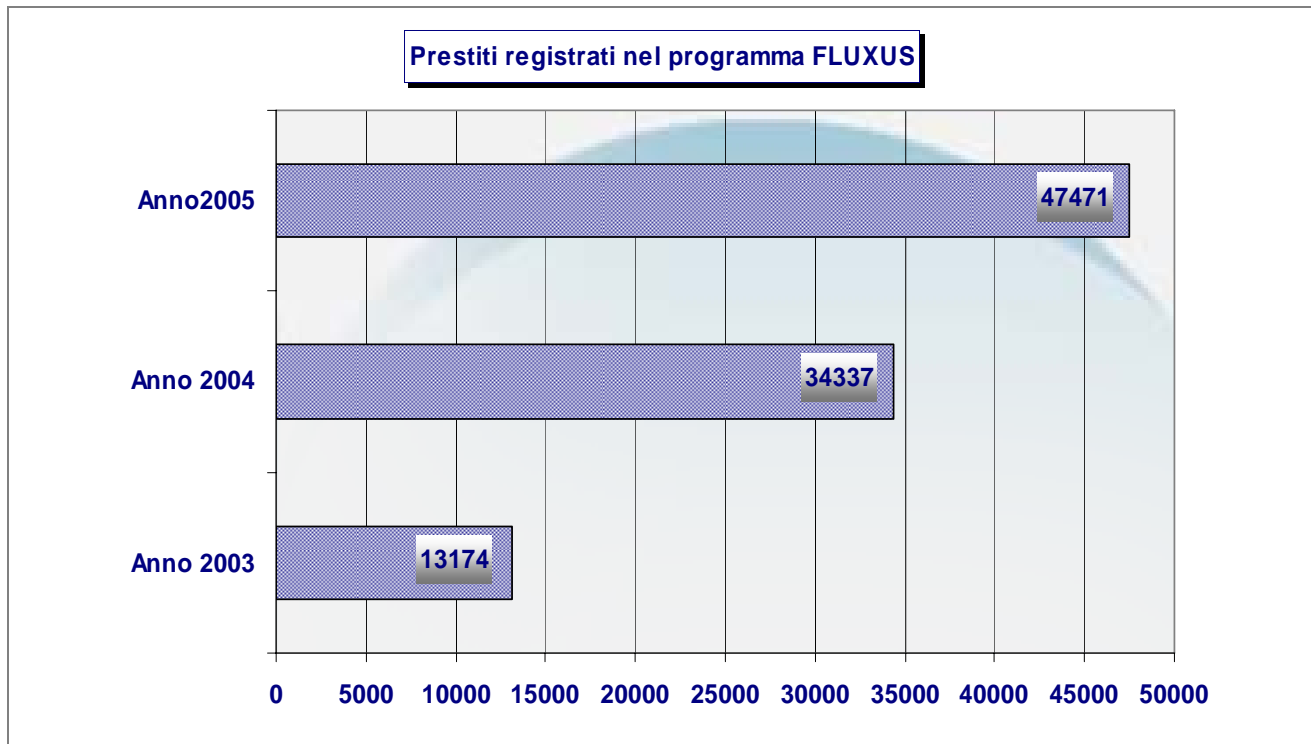 Prestiti registrati nel programma FLUXUS
Anno2005
47471
Anno 2004
34337
Anno 2003
13174
0 5000 10000 15000 20000 25000 30000 35000 40000 45000 50000